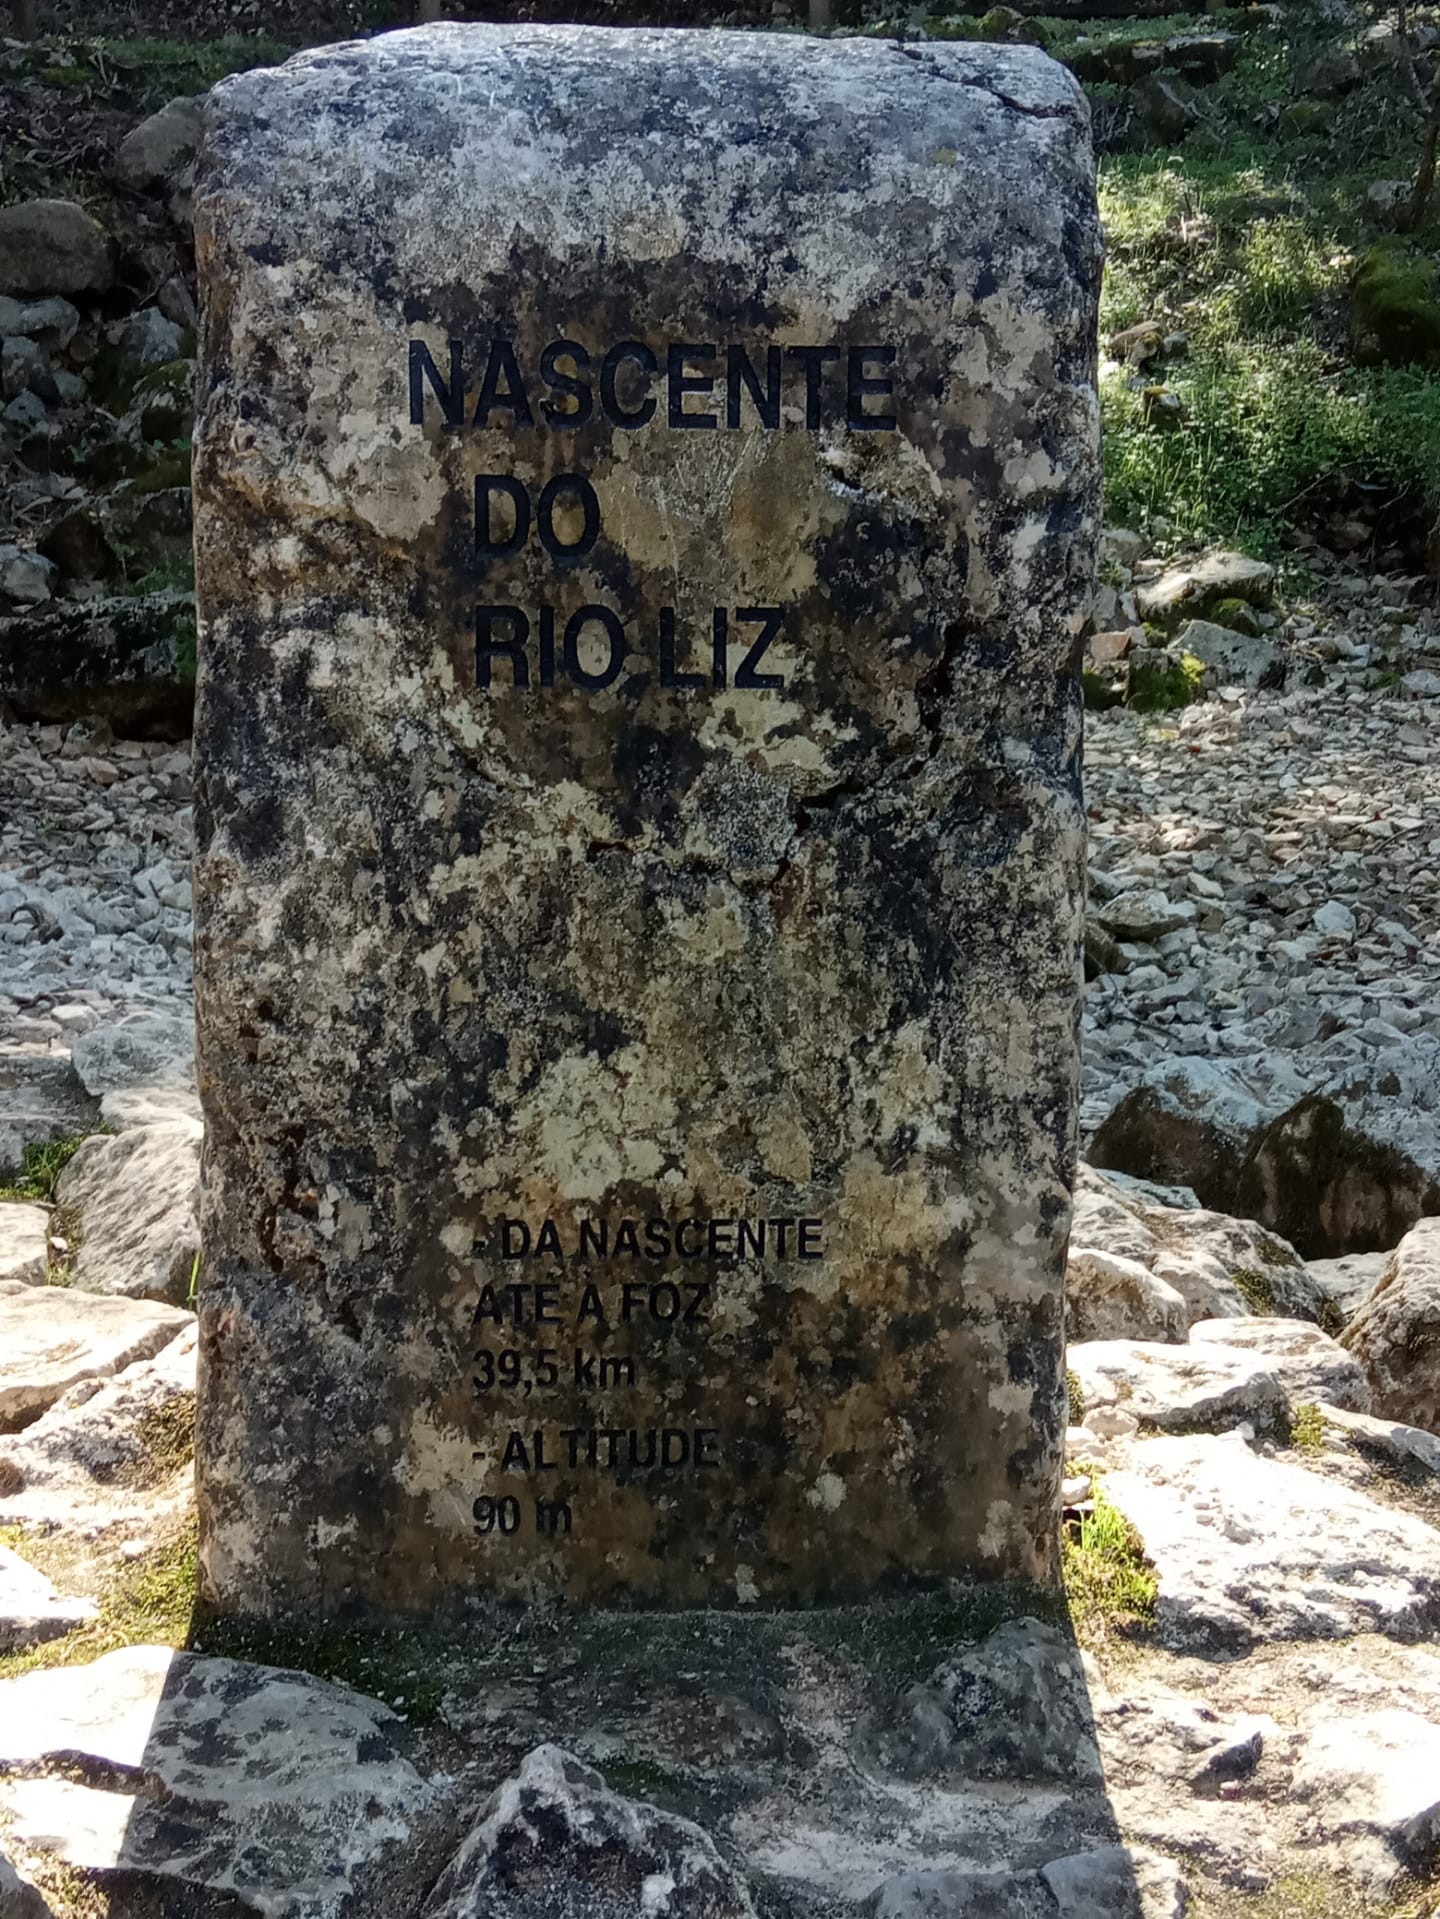 NASCENTE
DO
RIO LIZ
- DA NASCENTE
ATÉ À FOZ
39,5 km
- ALTITUDE
90 m